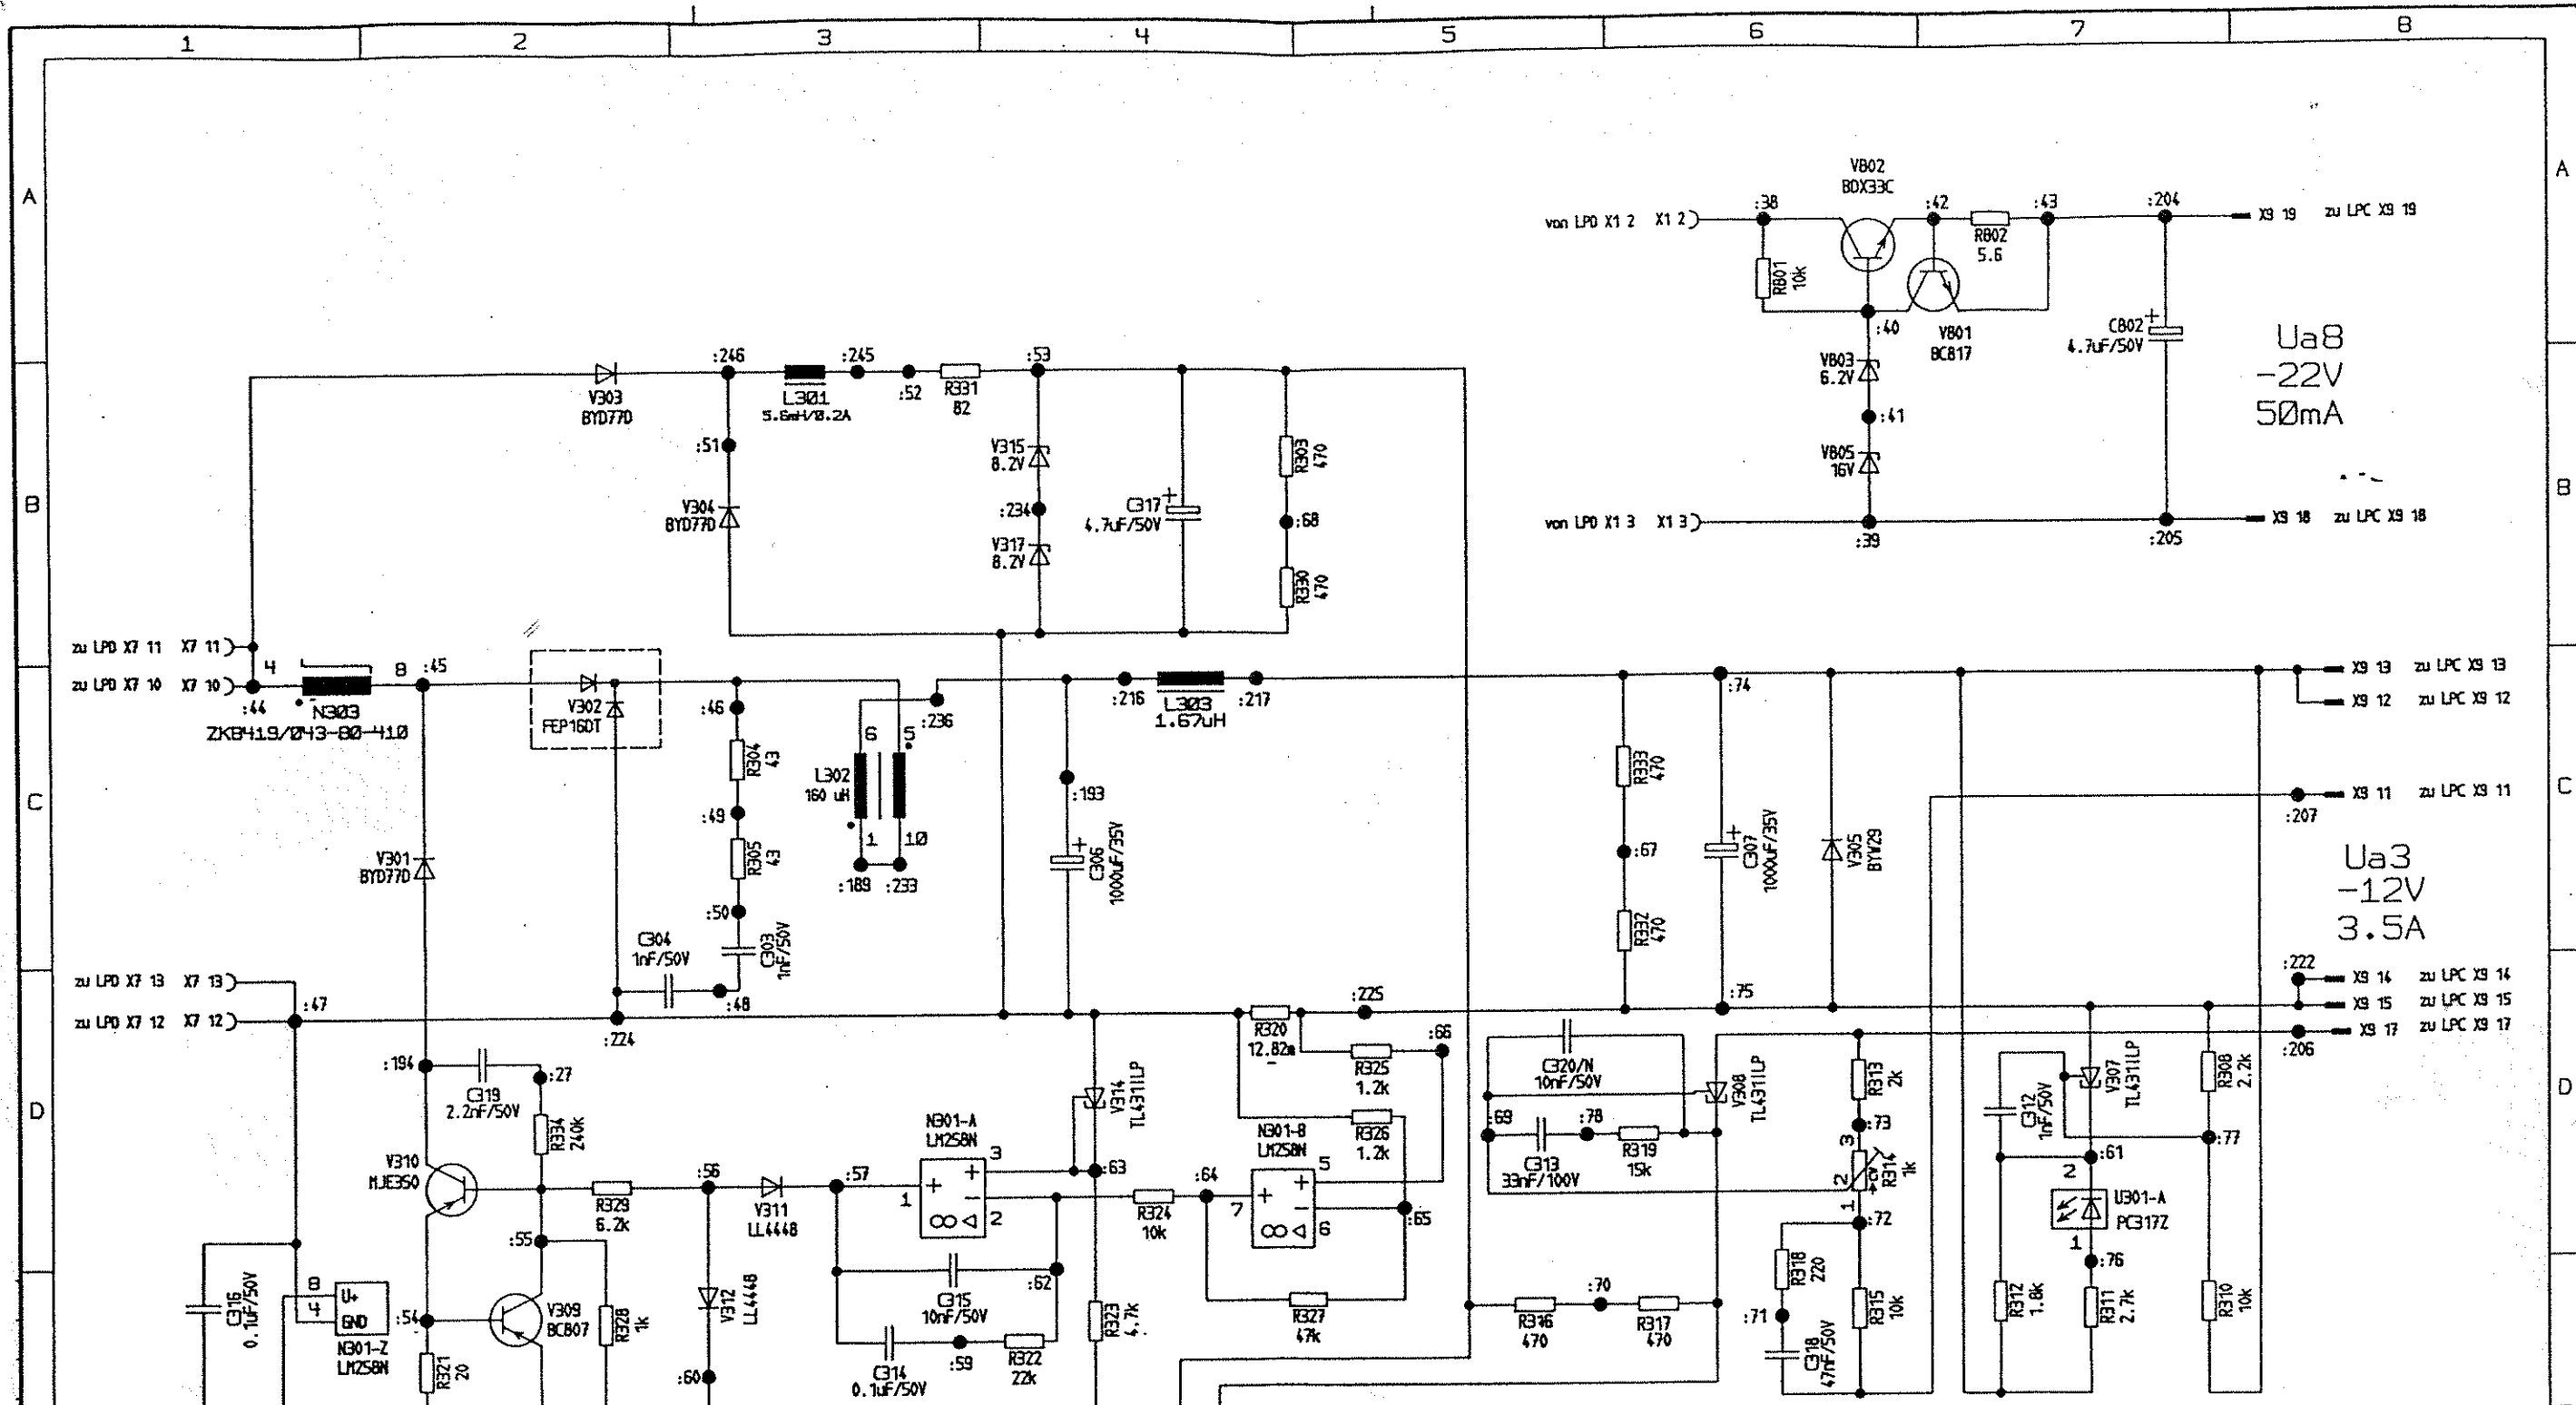 1 2 3 4 5 6 7 8
A
A
V802
BDX33C
:38
:42
:43
:204
von LPD X1 2 X1 2
X9 19 zu LPC X9 19
R802
5.6
R801
10k
:40
V801
BC817
C802
4.7uF/50V
+
Ua8
-22V
50mA
V803
6.2V
:41
V805
16V
von LPD X1 3 X1 3
X9 18 zu LPC X9 18
:39
:205
B
B
:246
:245
:53
V303
BYD77D
L301
5.6mH/0.2A
:52
R331
82
:51
V315
8.2V
R303
470
V304
BYD77D
:234
C317
4.7uF/50V
+
:68
V317
8.2V
R330
470
zu LPD X7 11 X7 11
zu LPD X7 10 X7 10
4
8
:45
:44
N303
ZKB419/043-80-410
V302
FEP16DT
:46
:236
:216
L303
1.67uH
:217
:74
X9 13 zu LPC X9 13
X9 12 zu LPC X9 12
C
C
R304
43
6
5
L302
160 uH
:193
R333
470
X9 11 zu LPC X9 11
:207
:49
1
10
V301
BYD77D
R305
43
:189
:233
C306
1000uF/35V
+
:67
C307
1000uF/35V
+
V305
BYW29
Ua3
-12V
3.5A
:50
C304
1nF/50V
C303
1nF/50V
R332
470
zu LPD X7 13 X7 13
:47
:48
zu LPD X7 12 X7 12
:224
:225
:75
:222
X9 14 zu LPC X9 14
X9 15 zu LPC X9 15
X9 17 zu LPC X9 17
:206
D
D
R320
12.82m
:66
:194
C319
2.2nF/50V
:27
R325
1.2k
C320/N
10nF/50V
V308
TL431ILP
R313
2k
V307
TL431ILP
R308
2.2k
C312
1nF/50V
V314
TL431ILP
R334
240k
N301-A
LM258N
N301-B
LM258N
R326
1.2k
:69
:78
:73
:77
V310
MJE350
:56
:57
3
:63
:64
5
C313
33nF/100V
R319
15k
3
2
1
R314
1k
:61
2
R329
6.2k
V311
LL4448
1
+
+
-
∞
2
R324
10k
7
+
+
-
∞
6
:65
:72
U301-A
PC317Z
1
:55
:62
:76
C316
0.1uF/50V
8
4
U+
GND
N301-Z
LM258N
:54
V309
BC807
R328
1k
V312
LL4448
C315
10nF/50V
R323
4.7k
R327
47k
R316
470
:70
R317
470
R318
220
:71
R315
10k
R312
1.8k
R311
2.7k
R310
10k
R321
20
:60
C314
0.1uF/50V
:59
R322
22k
C318
47nF/50V